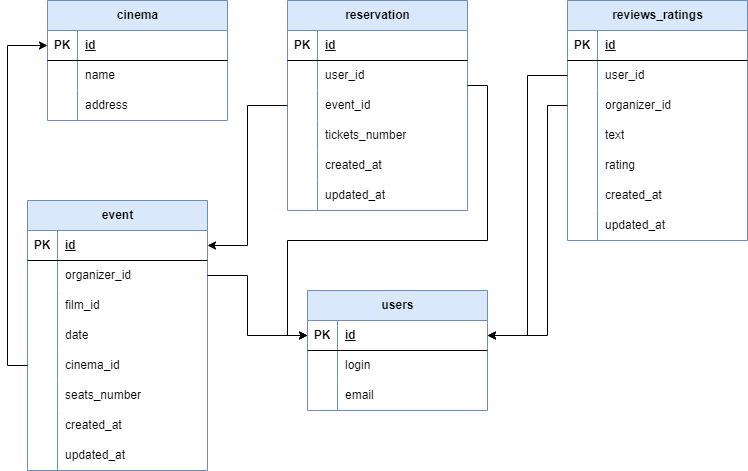 cinema
PK id
name
address
reservation
PK id
user_id
event_id
tickets_number
created_at
updated_at
reviews_ratings
PK id
user_id
organizer_id
text
rating
created_at
updated_at
event
PK id
organizer_id
film_id
date
cinema_id
seats_number
created_at
updated_at
users
PK id
login
email